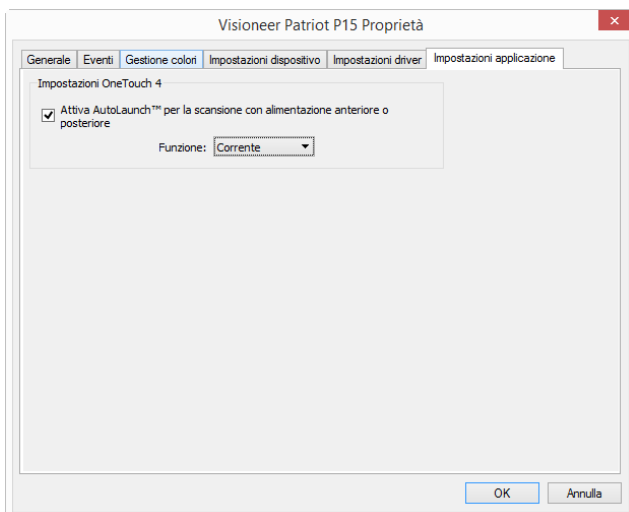 Visioneer Patriot P15 Proprietà
Generale Eventi Gestione colori Impostazioni dispositivo Impostazioni driver Impostazioni applicazione
Impostazioni OneTouch 4
Attiva AutoLaunch™ per la scansione con alimentazione anteriore o
posteriore
Funzione: Corrente
OK Annulla